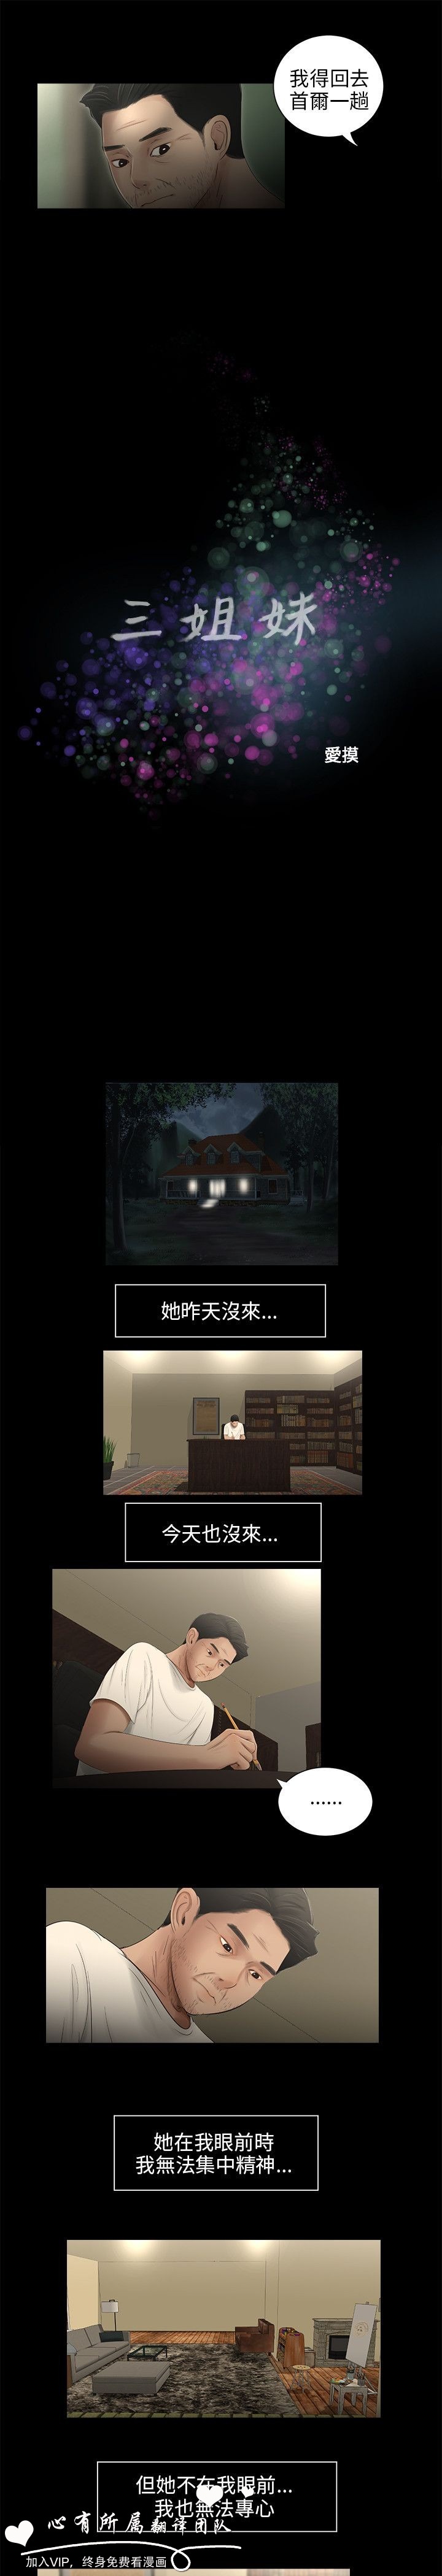 我得回去
首爾一趟
三姐妹
愛摸
她昨天沒來...
今天也沒來...
......
她在我眼前時
我無法集中精神...
但她不在我眼前...
我也無法專心
心有所属翻译团队
加入VIP，终身免费看漫画